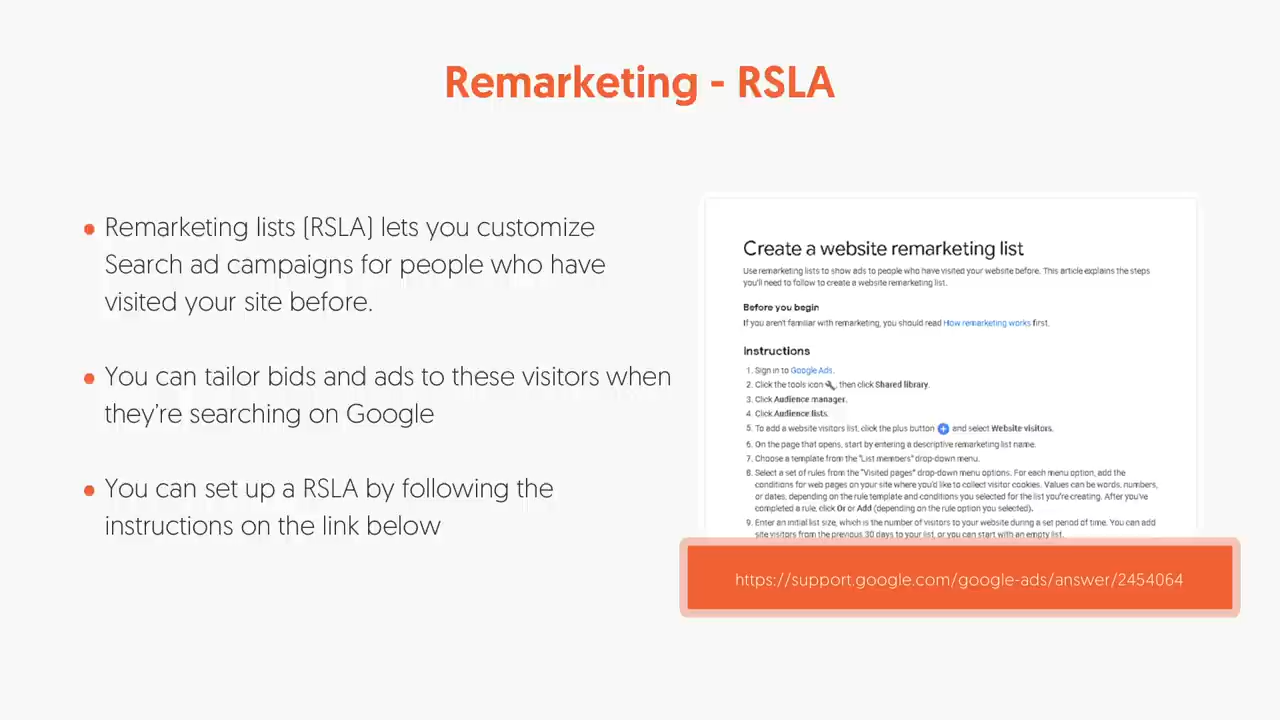 Remarketing - RSLA
Remarketing lists (RSLA) lets you customize
Search ad campaigns for people who have
visited your site before.
You can tailor bids and ads to these visitors when
they're searching on Google
You can set up a RSLA by following the
instructions on the link below
Create a website remarketing list
Use remarketing lists to show ads to people who have visited your website before. This article explains the steps
you'll need to follow to create a website remarketing list.
Before you begin
If you aren't familiar with remarketing, you should read How remarketing works first.
Instructions
1. Sign in to Google Ads.
2. Click the tools icon , then click Shared library.
3. Click Audience manager.
4. Click Audience lists.
5. To add a website visitors list, click the plus button and select Website visitors.
6. On the page that opens, start by entering a descriptive remarketing list name.
7. Choose a template from the "List members" drop-down menu.
8. Select a set of rules from the "Visited pages" drop-down menu options. For each menu option, add the
conditions for web pages on your site where you'd like to collect visitor cookies. Values can be words, numbers,
or dates, depending on the rule template and conditions you selected for the list you're creating. After you've
completed a rule, click Or or Add (depending on the rule option you selected).
9. Enter an initial list size, which is the number of visitors to your website during a set period of time. You can add
site visitors from the previous 30 days to your list, or you can start with an empty list.
https://support.google.com/google-ads/answer/2454064